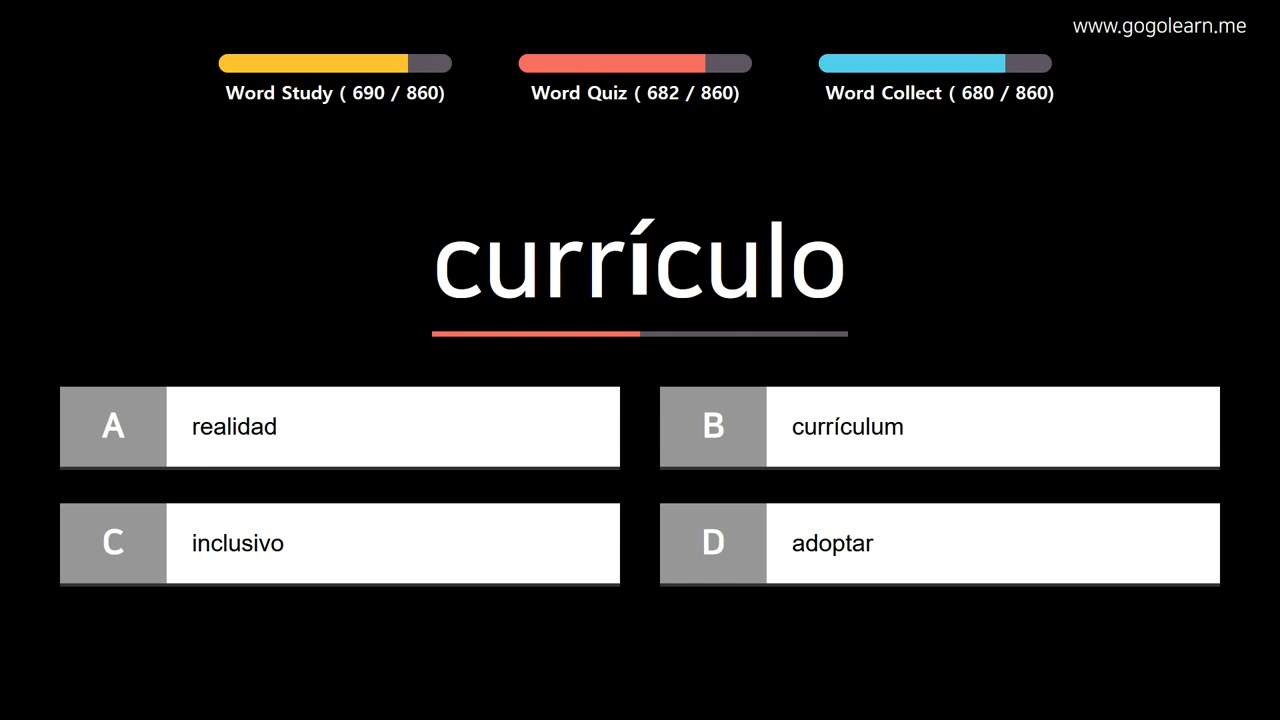 www.gogolearn.me
Word Study ( 690 / 860)
Word Quiz ( 682 / 860)
Word Collect ( 680 / 860)
currículo
A realidad
B currículum
C inclusivo
D adoptar